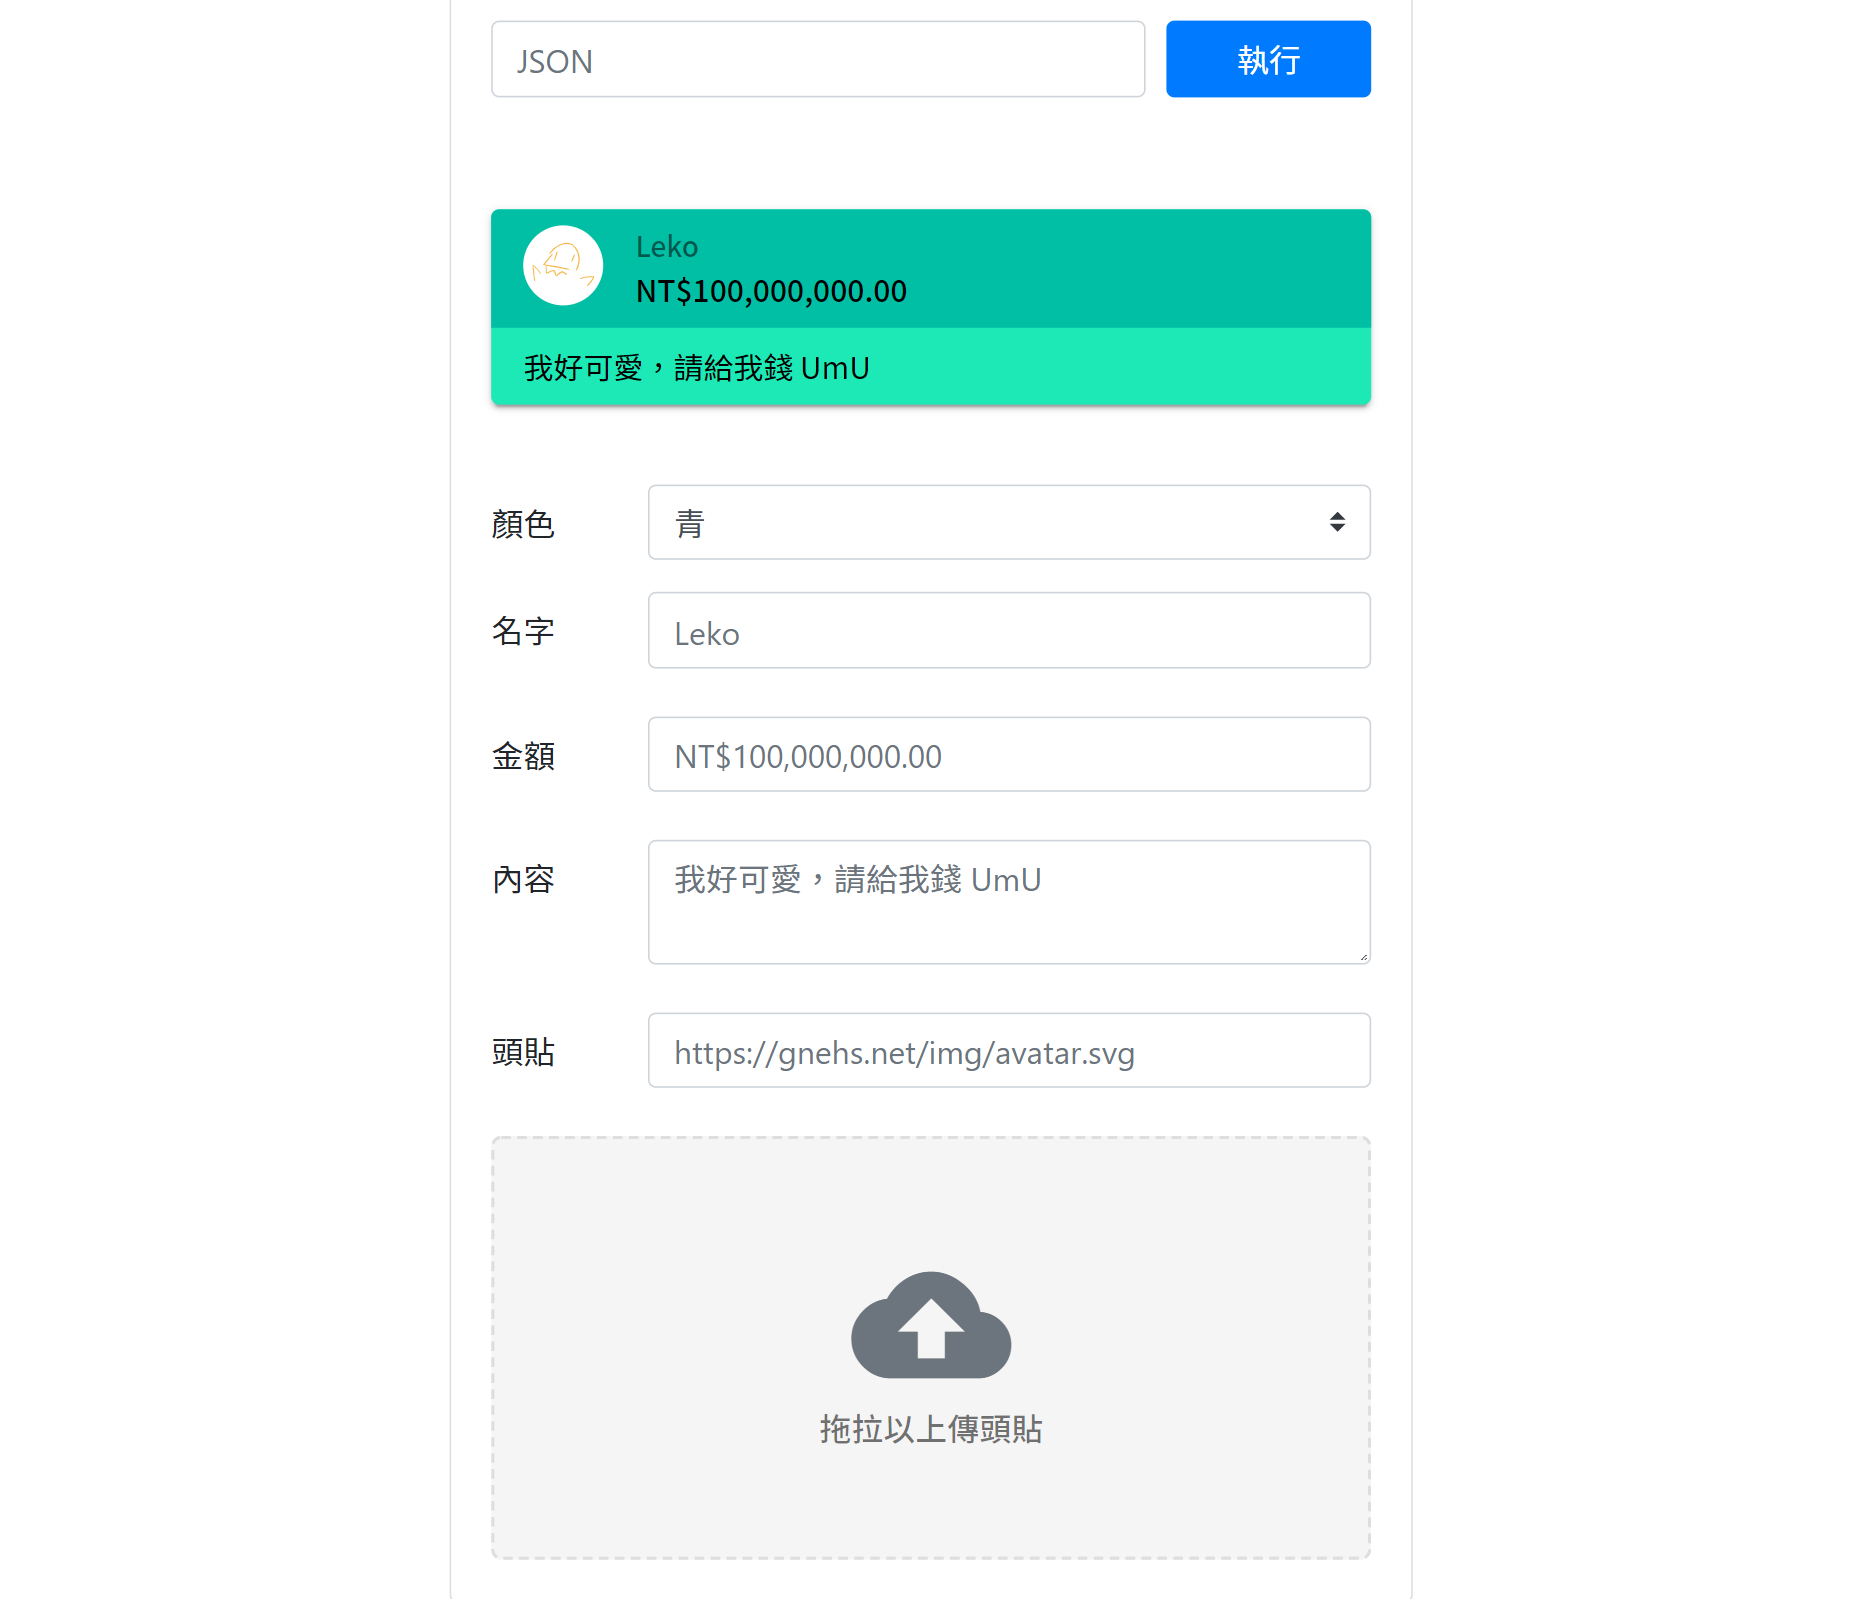 JSON
執行
Leko
NT$100,000,000.00
我好可愛，請給我錢 UmU
顏色
青
名字
Leko
金額
NT$100,000,000.00
內容
我好可愛，請給我錢 UmU
頭貼
https://gnehs.net/img/avatar.svg
拖拉以上傳頭貼